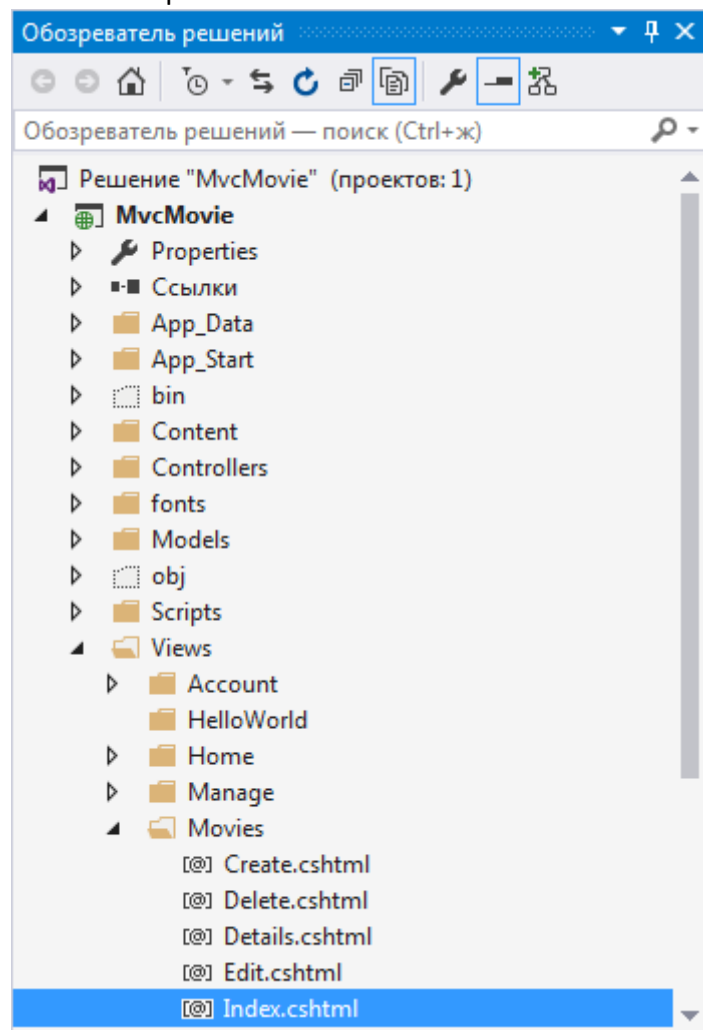 Обозреватель решений
Обозреватель решений — поиск (Ctrl+ж)
Решение "MvcMovie" (проектов: 1)
MvcMovie
Properties
Ссылки
App_Data
App_Start
bin
Content
Controllers
fonts
Models
obj
Scripts
Views
Account
HelloWorld
Home
Manage
Movies
[@] Create.cshtml
[@] Delete.cshtml
[@] Details.cshtml
[@] Edit.cshtml
[@] Index.cshtml